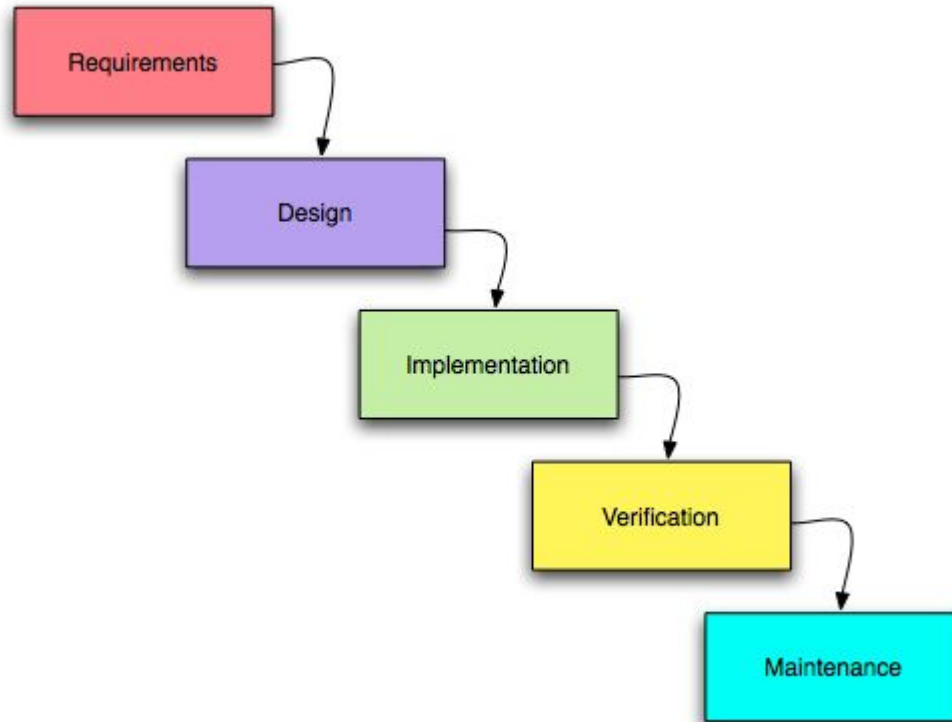 Requirements
Design
Implementation
Verification
Maintenance